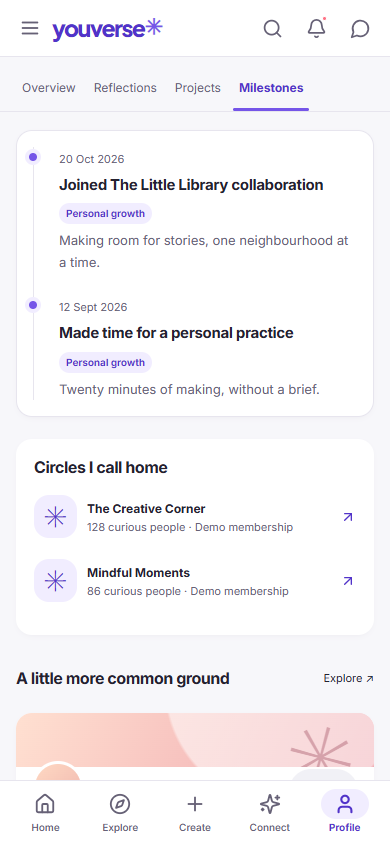 youverse
Overview Reflections Projects Milestones
20 Oct 2026
Joined The Little Library collaboration
Personal growth
Making room for stories, one neighbourhood at
a time.
12 Sept 2026
Made time for a personal practice
Personal growth
Twenty minutes of making, without a brief.
Circles I call home
The Creative Corner
128 curious people · Demo membership
Mindful Moments
86 curious people · Demo membership
A little more common ground Explore
Home Explore Create Connect Profile